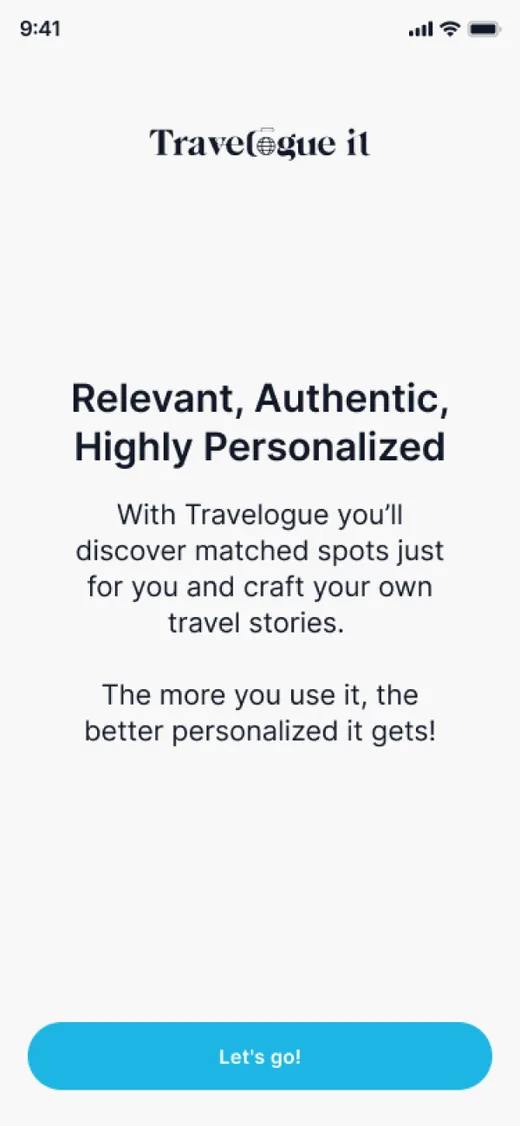 9:41
Travelogue it
Relevant, Authentic,
Highly Personalized
With Travelogue you’ll
discover matched spots just
for you and craft your own
travel stories.
The more you use it, the
better personalized it gets!
Let's go!